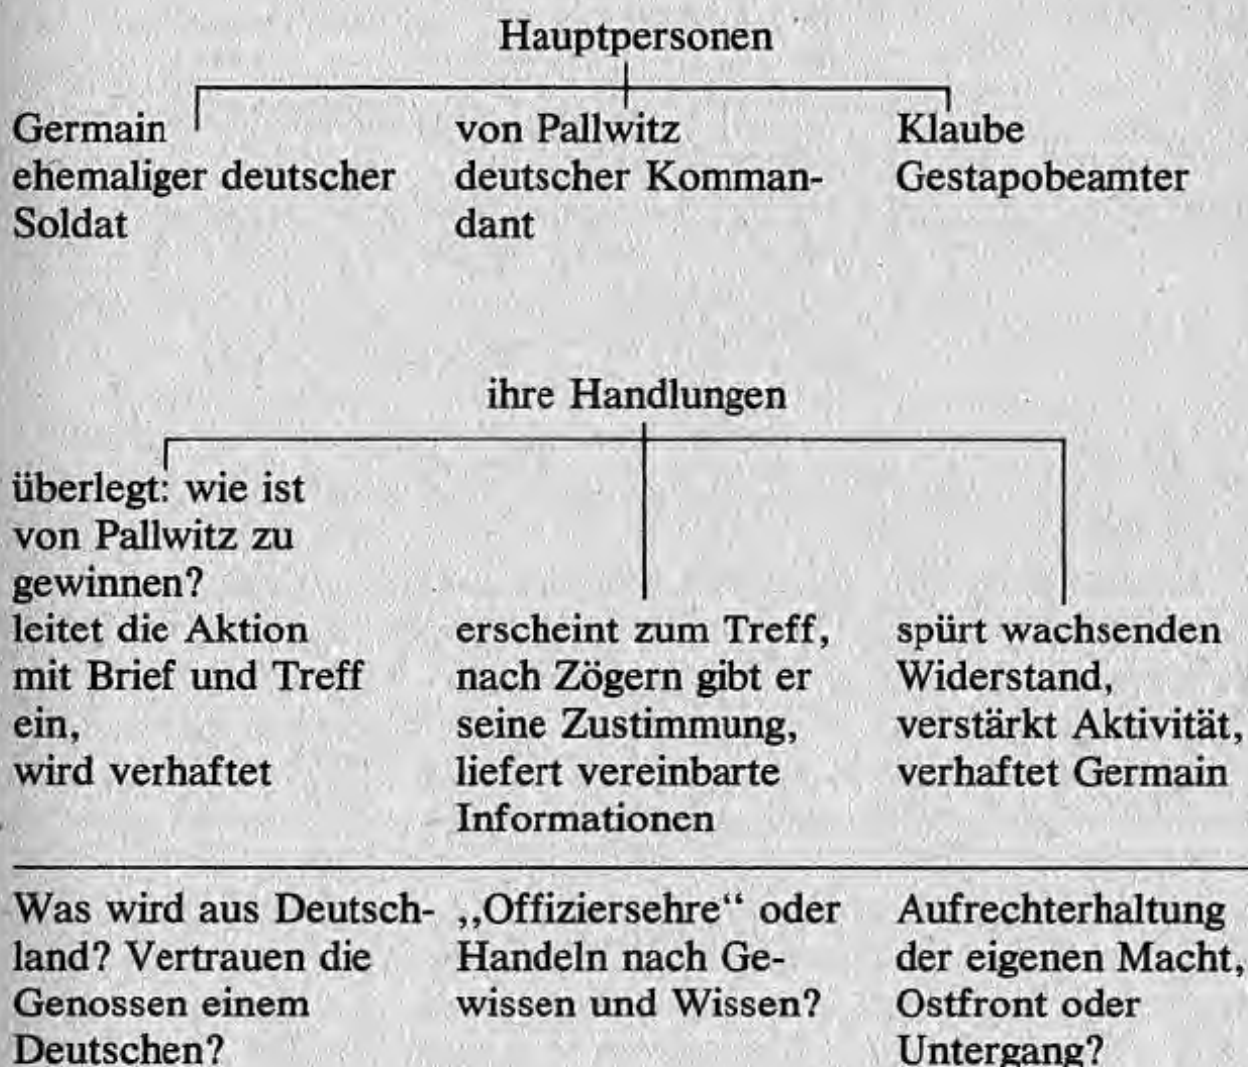 Hauptpersonen
Germain
ehemaliger deutscher
Soldat
von Pallwitz
deutscher Komman-
dant
Klaube
Gestapobeamter
ihre Handlungen
überlegt: wie ist
von Pallwitz zu
gewinnen?
leitet die Aktion
mit Brief und Treff
ein,
wird verhaftet
erscheint zum Treff,
nach Zögern gibt er
seine Zustimmung,
liefert vereinbarte
Informationen
spürt wachsenden
Widerstand,
verstärkt Aktivität,
verhaftet Germain
Was wird aus Deutsch-
land? Vertrauen die
Genossen einem
Deutschen?
„Offiziersehre“ oder
Handeln nach Ge-
wissen und Wissen?
Aufrechterhaltung
der eigenen Macht,
Ostfront oder
Untergang?